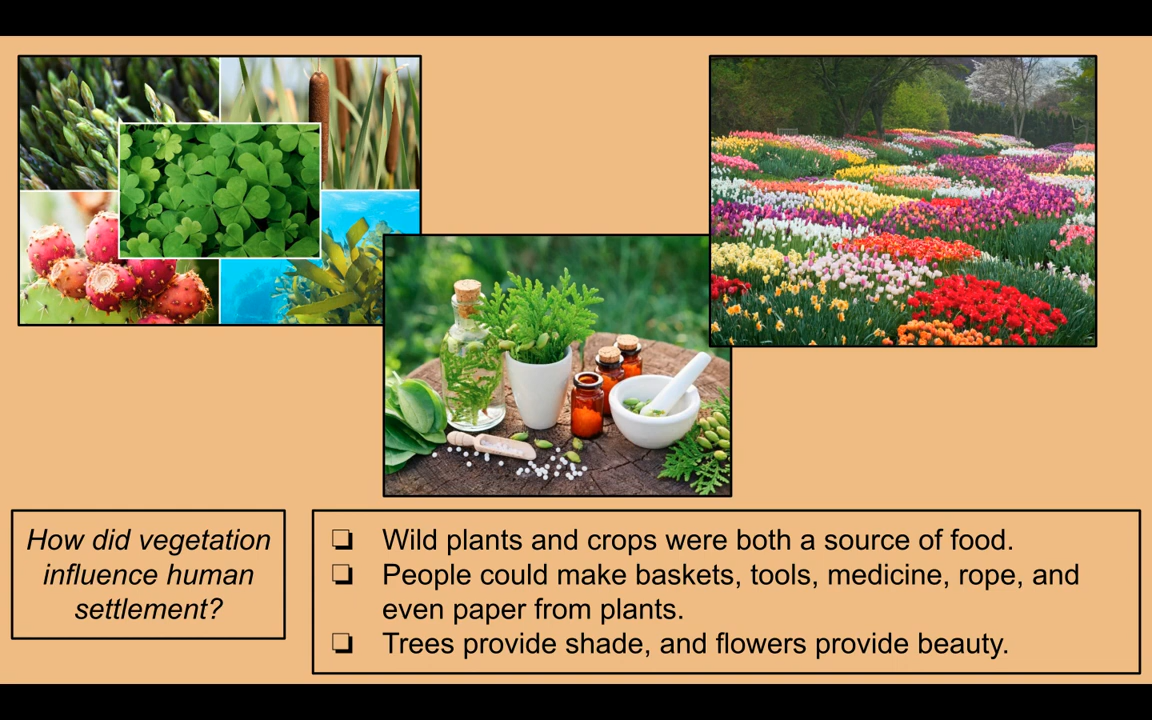 How did vegetation
influence human
settlement?
❏ Wild plants and crops were both a source of food.
❏ People could make baskets, tools, medicine, rope, and
even paper from plants.
❏ Trees provide shade, and flowers provide beauty.